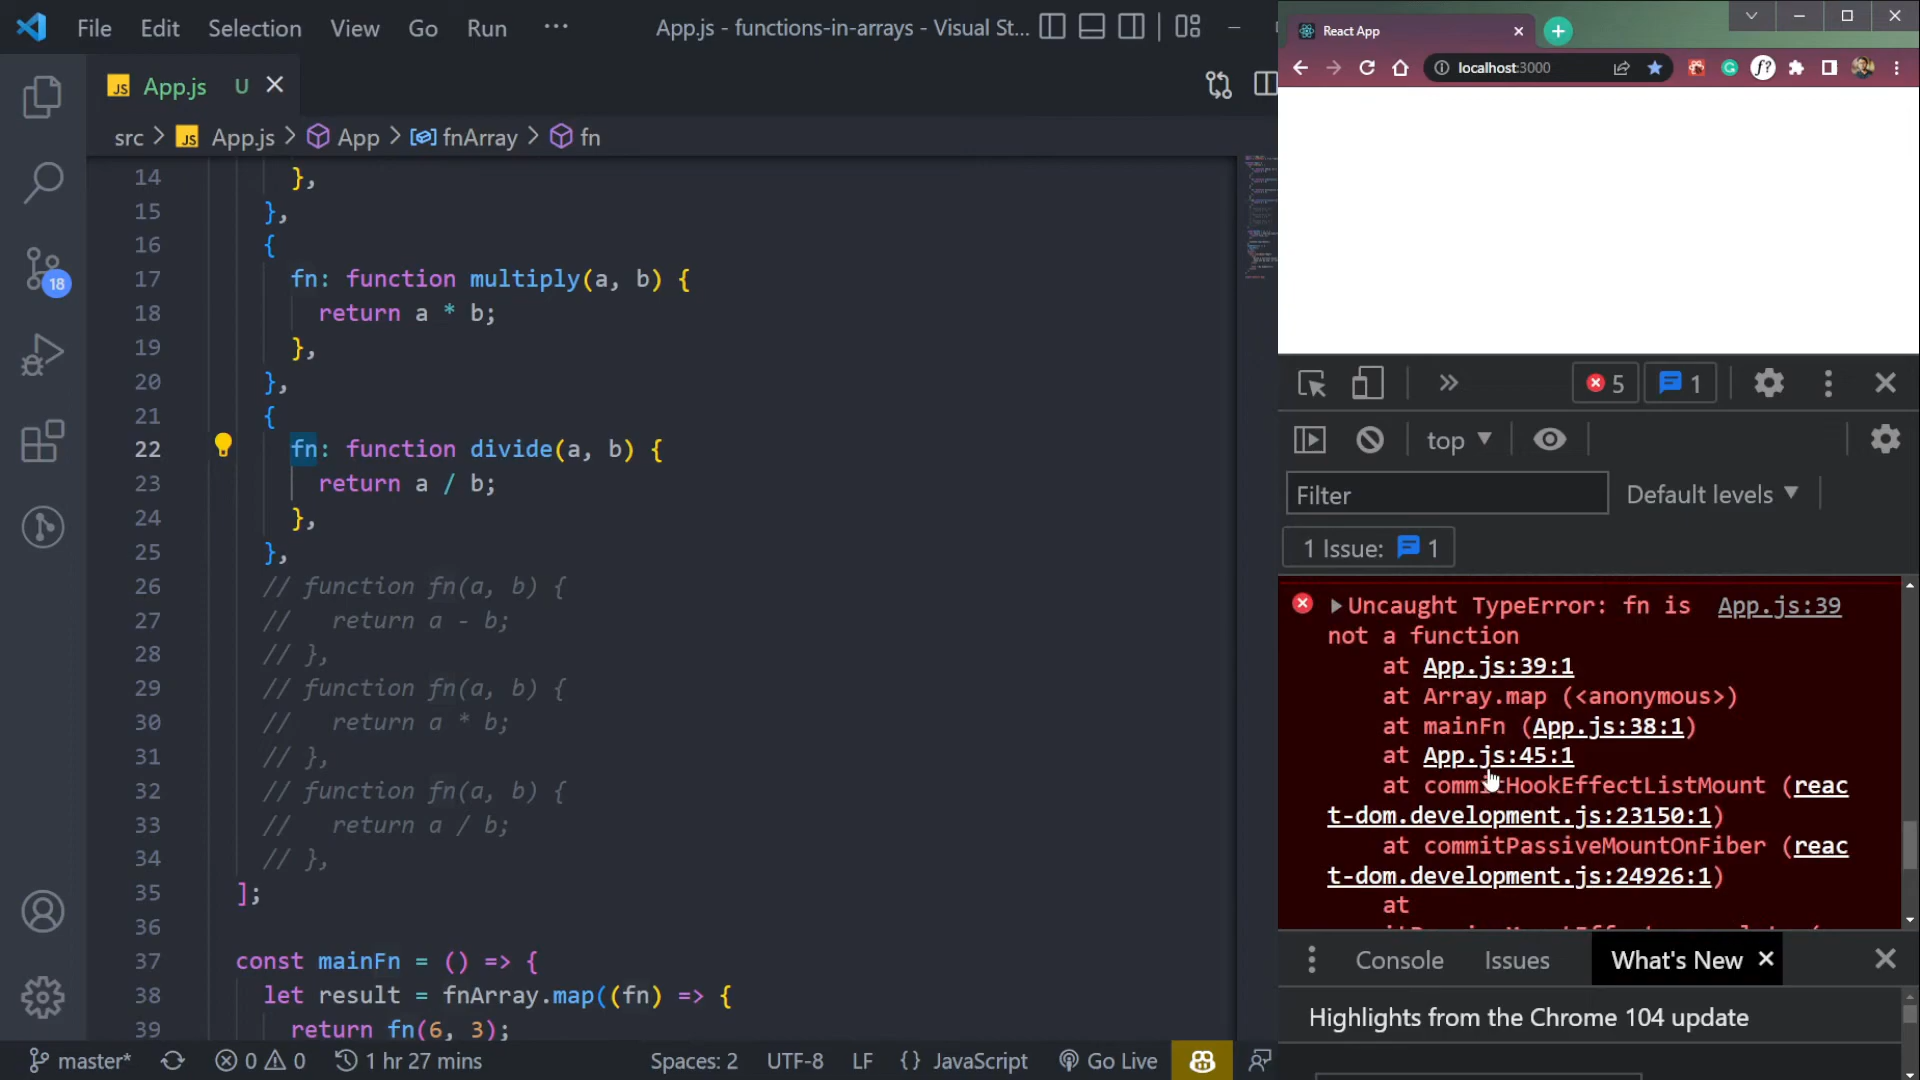 File Edit Selection View Go Run ···
App.js - functions-in-arrays - Visual St...
JS App.js U
src > JS App.js > App > fnArray > fn
14 },
15 },
16 {
17 fn: function multiply(a, b) {
18 return a * b;
19 },
20 },
21 {
22 fn: function divide(a, b) {
23 return a / b;
24 },
25 },
26 // function fn(a, b) {
27 // return a - b;
28 // },
29 // function fn(a, b) {
30 // return a * b;
31 // },
32 // function fn(a, b) {
33 // return a / b;
34 // },
35 ];
36
37 const mainFn = () => {
38 let result = fnArray.map((fn) => {
39 return fn(6, 3);
18
master* 0 0 1 hr 27 mins Spaces: 2 UTF-8 LF {} JavaScript Go Live
React App
localhost:3000
f?
5 1
top
Filter
Default levels
1 Issue: 1
Uncaught TypeError: fn is App.js:39
not a function
at App.js:39:1
at Array.map (<anonymous>)
at mainFn (App.js:38:1)
at App.js:45:1
at commitHookEffectListMount (reac
t-dom.development.js:23150:1)
at commitPassiveMountOnFiber (reac
t-dom.development.js:24926:1)
at
Console Issues What's New
Highlights from the Chrome 104 update